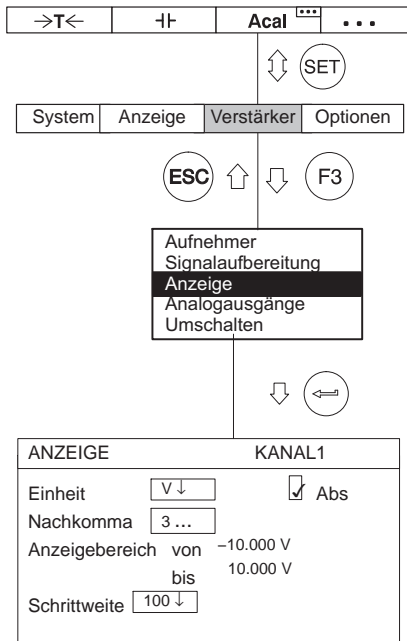 →T← ⊣⊢ Acal ...
SET
System Anzeige Verstärker Optionen
ESC F3
Aufnehmer
Signalaufbereitung
Anzeige
Analogausgänge
Umschalten
ANZEIGE KANAL1
Einheit V↓ ✓ Abs
Nachkomma 3 ...
Anzeigebereich von −10.000 V
bis 10.000 V
Schrittweite 100↓